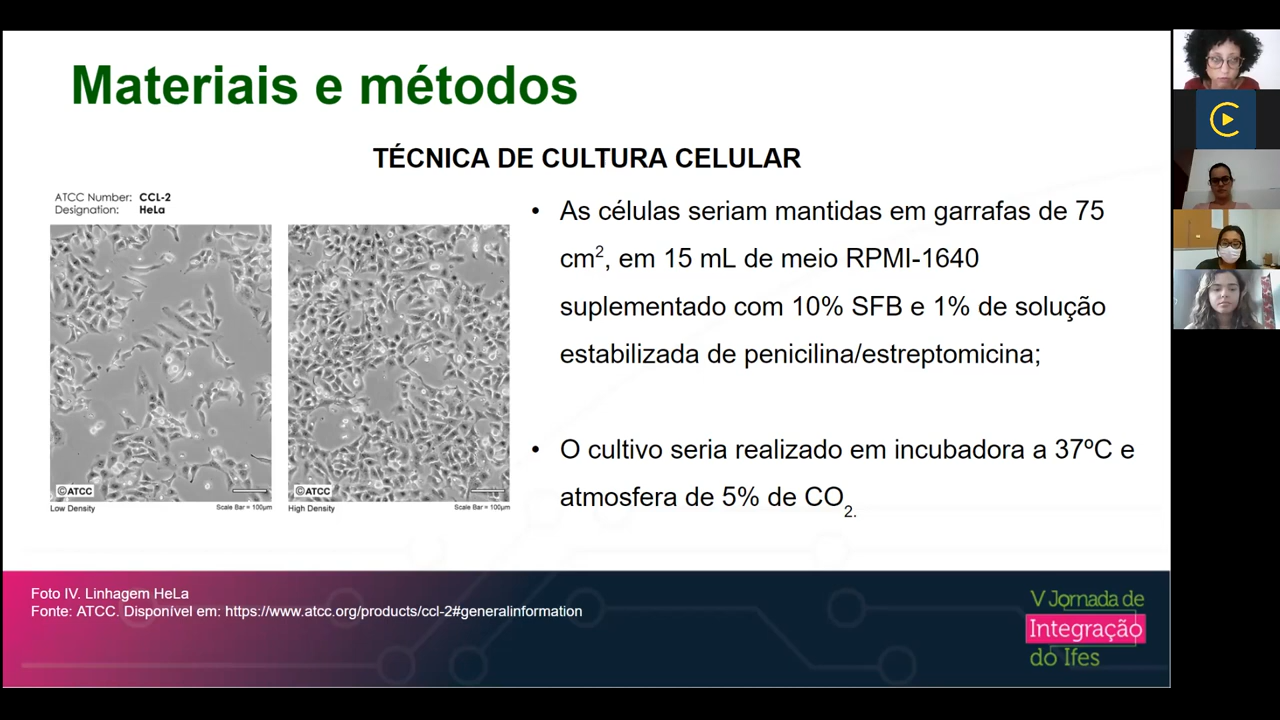 Materiais e métodos
TÉCNICA DE CULTURA CELULAR
ATCC Number: CCL-2
Designation: HeLa
©ATCC
Low Density
Scale Bar = 100µm
©ATCC
High Density
Scale Bar = 100µm
• As células seriam mantidas em garrafas de 75
cm², em 15 mL de meio RPMI-1640
suplementado com 10% SFB e 1% de solução
estabilizada de penicilina/estreptomicina;
• O cultivo seria realizado em incubadora a 37ºC e
atmosfera de 5% de CO₂.
Foto IV. Linhagem HeLa
Fonte: ATCC. Disponível em: https://www.atcc.org/products/ccl-2#generalinformation
V Jornada de
Integração
do Ifes